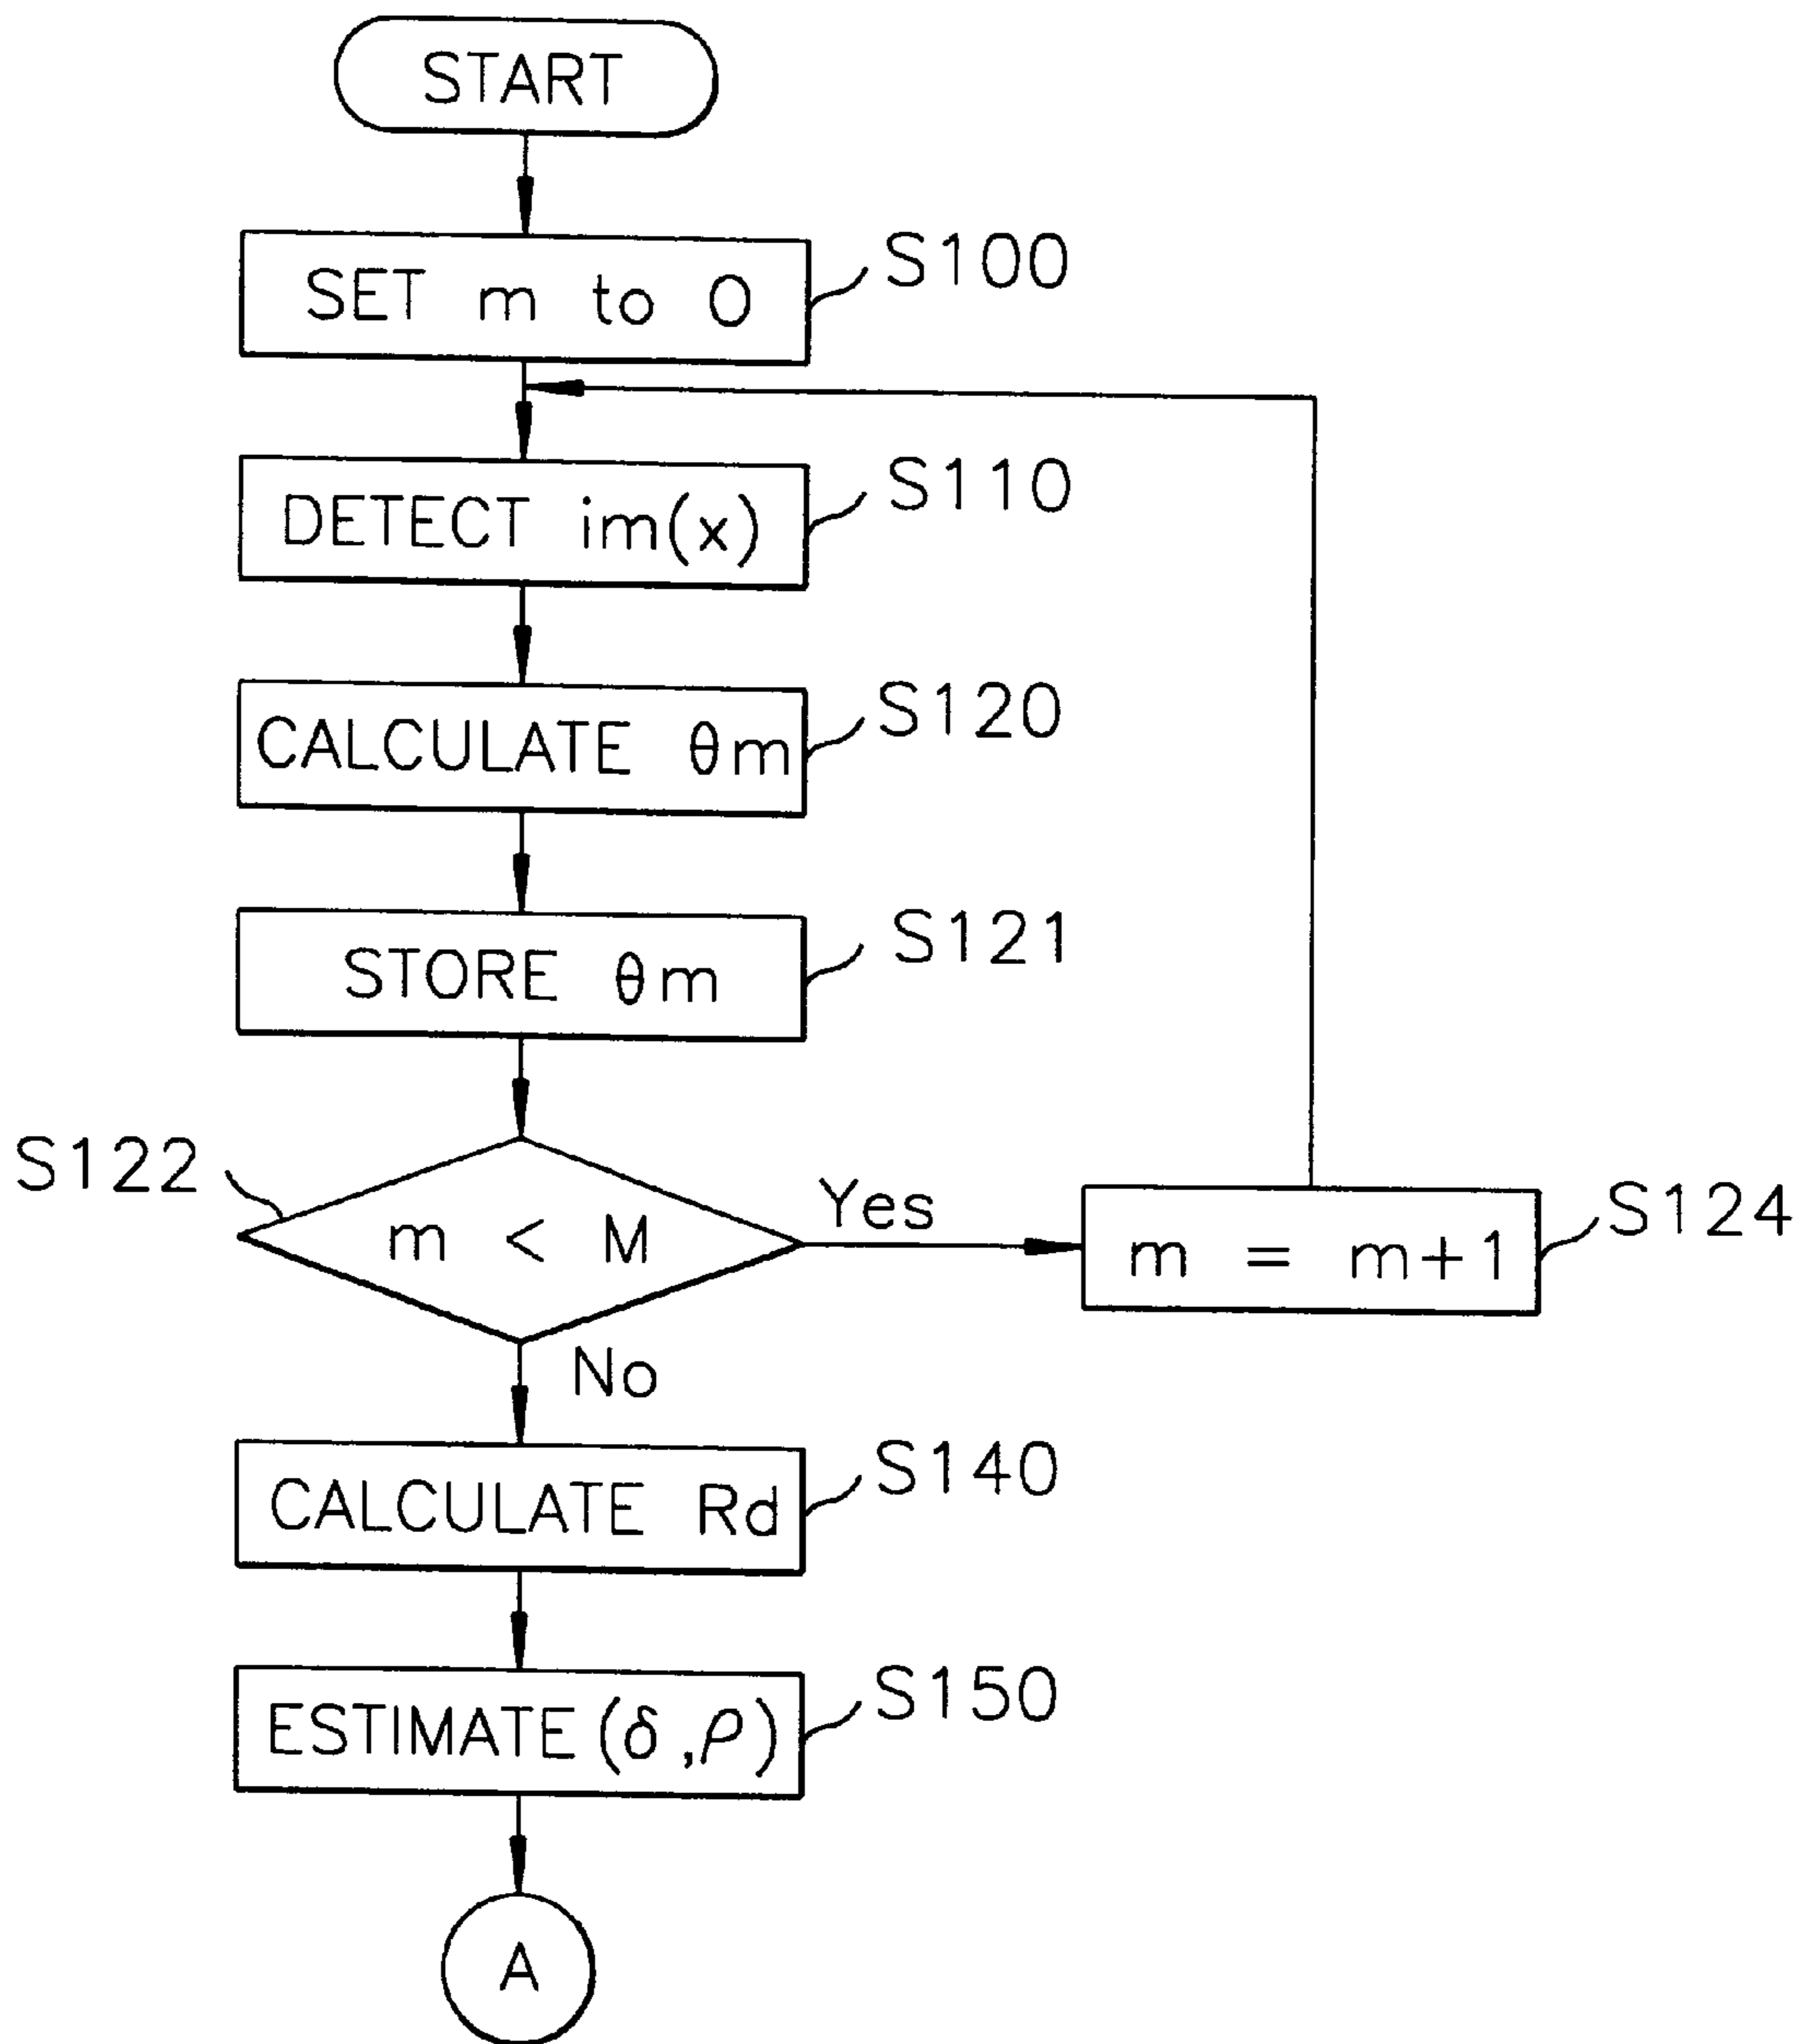 START
SET m to 0
S100
DETECT im(x)
S110
CALCULATE θm
S120
STORE θm
S121
S122
m < M
Yes
m = m+1
S124
No
CALCULATE Rd
S140
ESTIMATE(δ,ρ)
S150
A